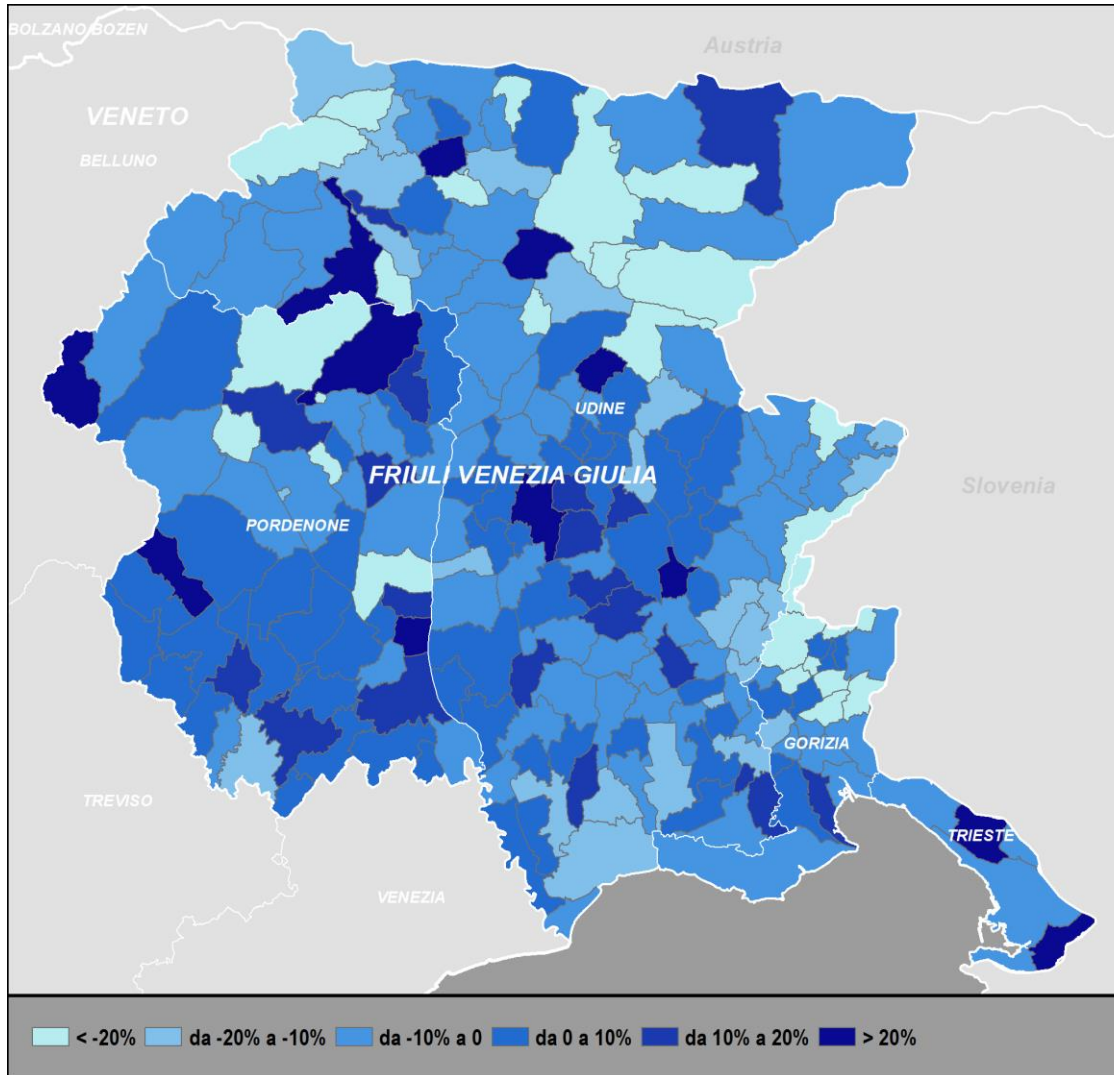 BOLZANO/BOZEN
Austria
VENETO
BELLUNO
UDINE
FRIULI VENEZIA GIULIA
Slovenia
PORDENONE
GORIZIA
TREVISO
TRIESTE
VENEZIA
< -20% da -20% a -10% da -10% a 0 da 0 a 10% da 10% a 20% > 20%